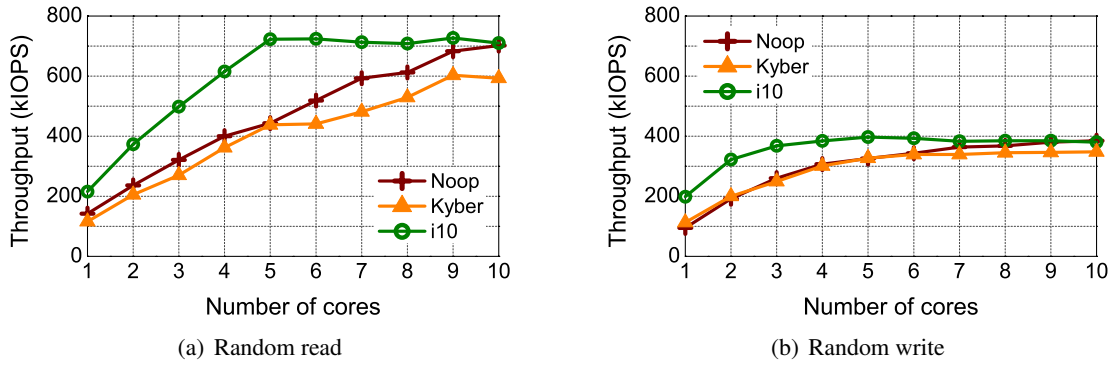 800
600
400
200
0
Throughput (kIOPS)
Noop
Kyber
i10
1 2 3 4 5 6 7 8 9 10
Number of cores
(a) Random read
800
600
400
200
0
Throughput (kIOPS)
Noop
Kyber
i10
1 2 3 4 5 6 7 8 9 10
Number of cores
(b) Random write